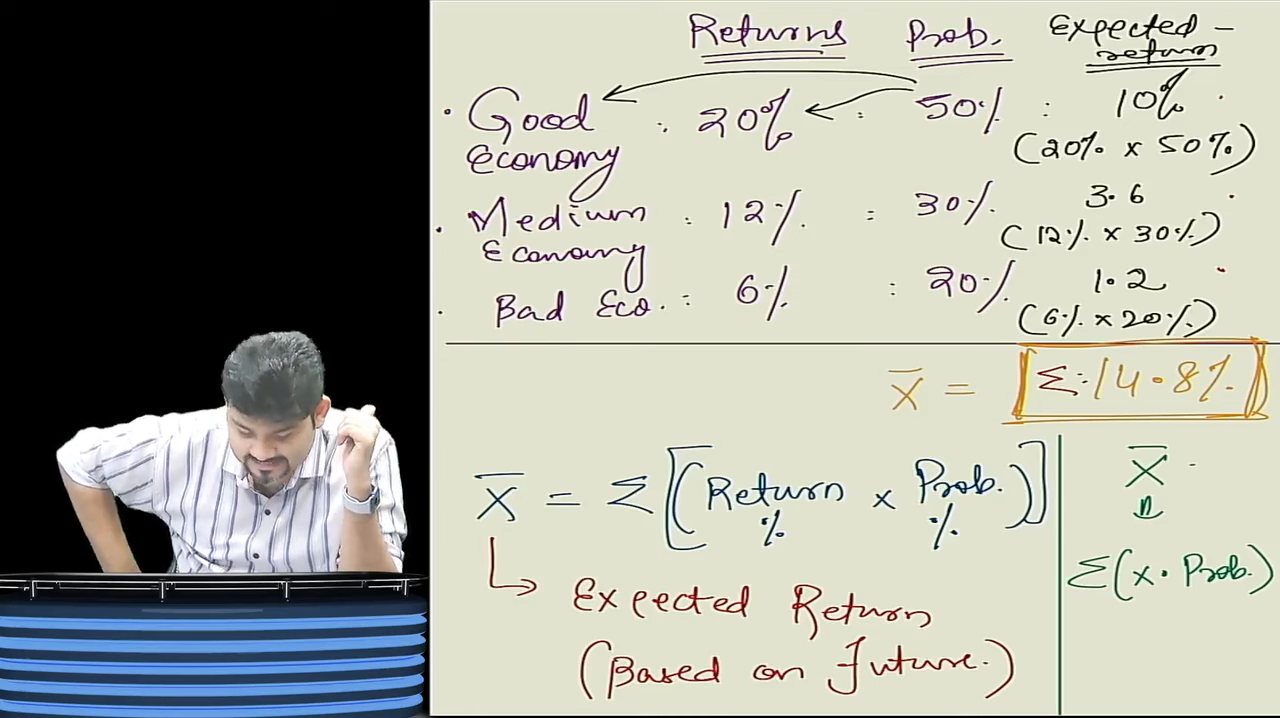 Returns Prob. Expected -
return
• Good : 20% : 50% : 10%
Economy (20% x 50%)
• Medium : 12% : 30% 3.6
Economy (12% x 30%)
• Bad Eco. : 6% : 20% 1.2
(6% x 20%)
X̄ = Σ: 14.8%
X̄ = Σ[(Return x Prob.)]
% %
Expected Return
(Based on Future.)
X̄
n
Σ(x • Prob.)